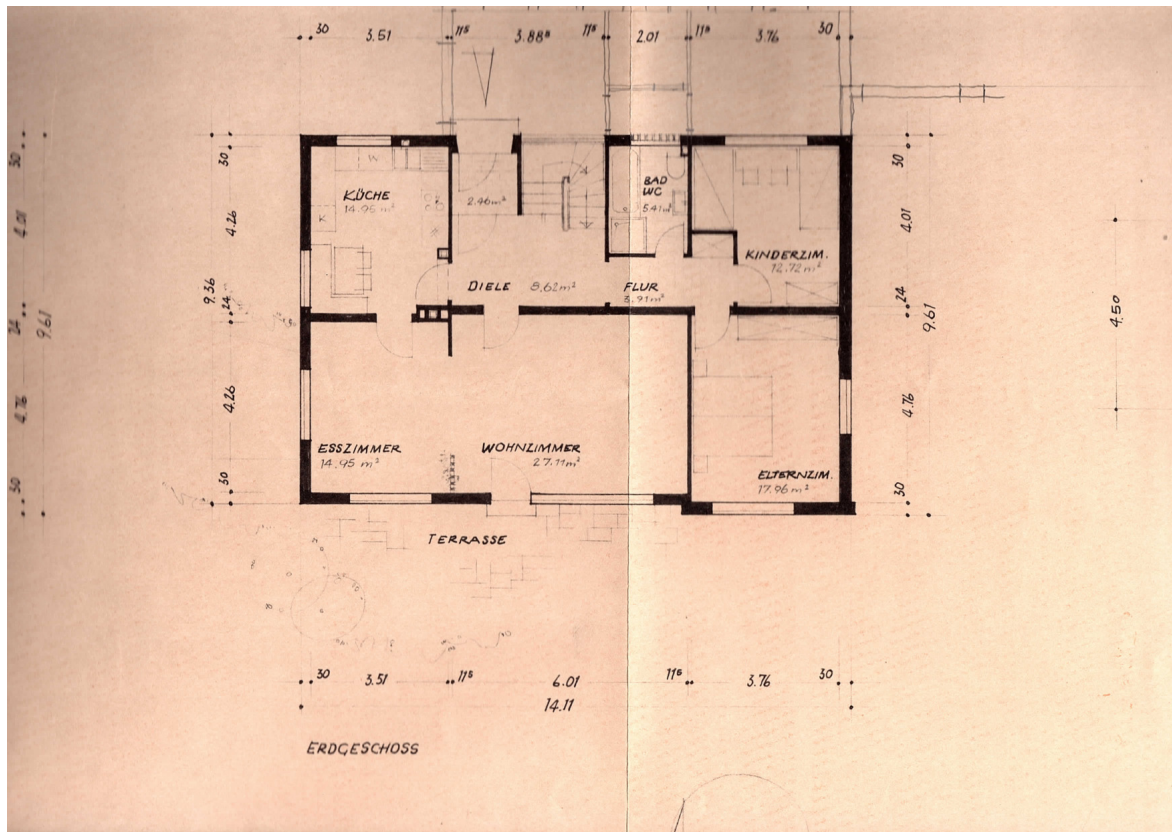 30 3.51 11⁵ 3.88⁵ 11⁵ 2.01 11⁵ 3.76 30
30
4.01
24
4.76
30
9.61
30
4.26
24
4.26
30
9.36
KÜCHE
14.95 m²
2.46 m²
BAD
WC
5.41 m²
KINDERZIM.
12.72 m²
DIELE 8.62 m²
FLUR
3.91 m²
ESSZIMMER
14.95 m²
WOHNZIMMER
27.11 m²
ELTERNZIM.
17.96 m²
30
4.01
24
4.76
30
9.61
4.50
TERRASSE
30 3.51 11⁵ 6.01 11⁵ 3.76 30
14.11
ERDGESCHOSS